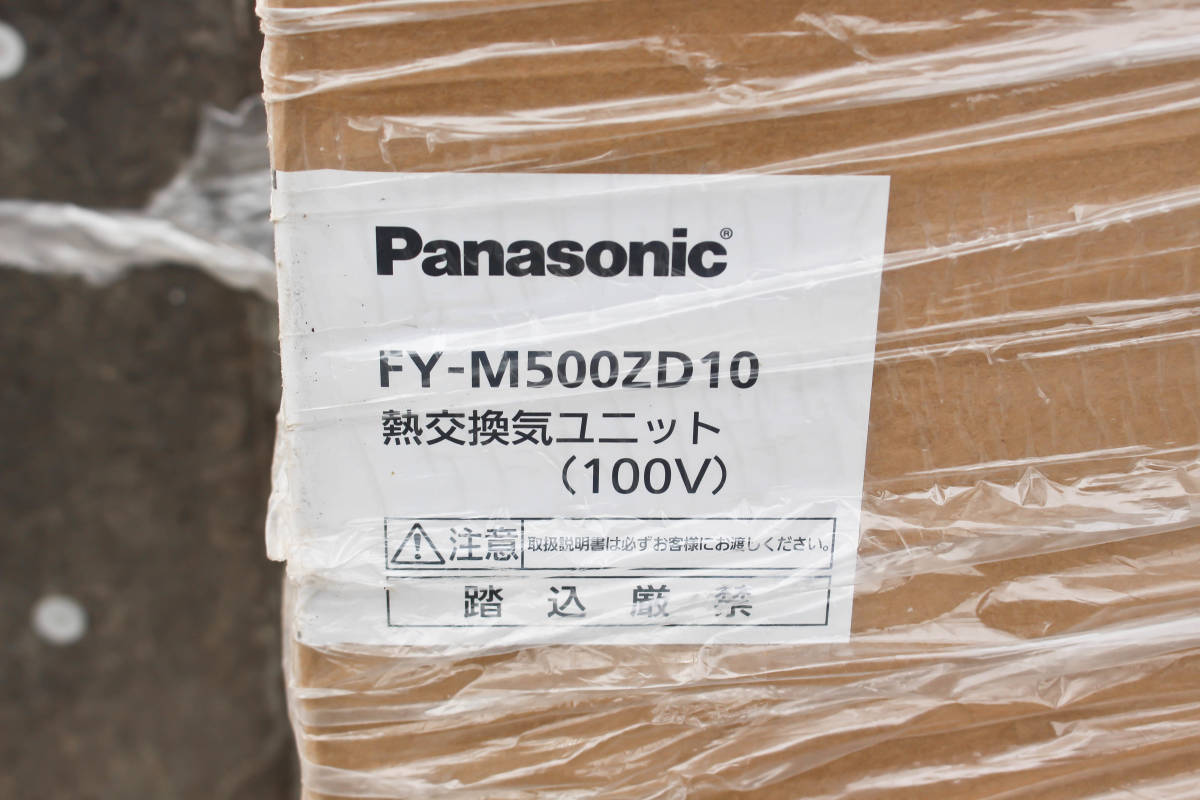 Panasonic®
FY-M500ZD10
熱交換気ユニット
(100V)
注意 取扱説明書は必ずお客様にお渡しください。
踏込厳禁